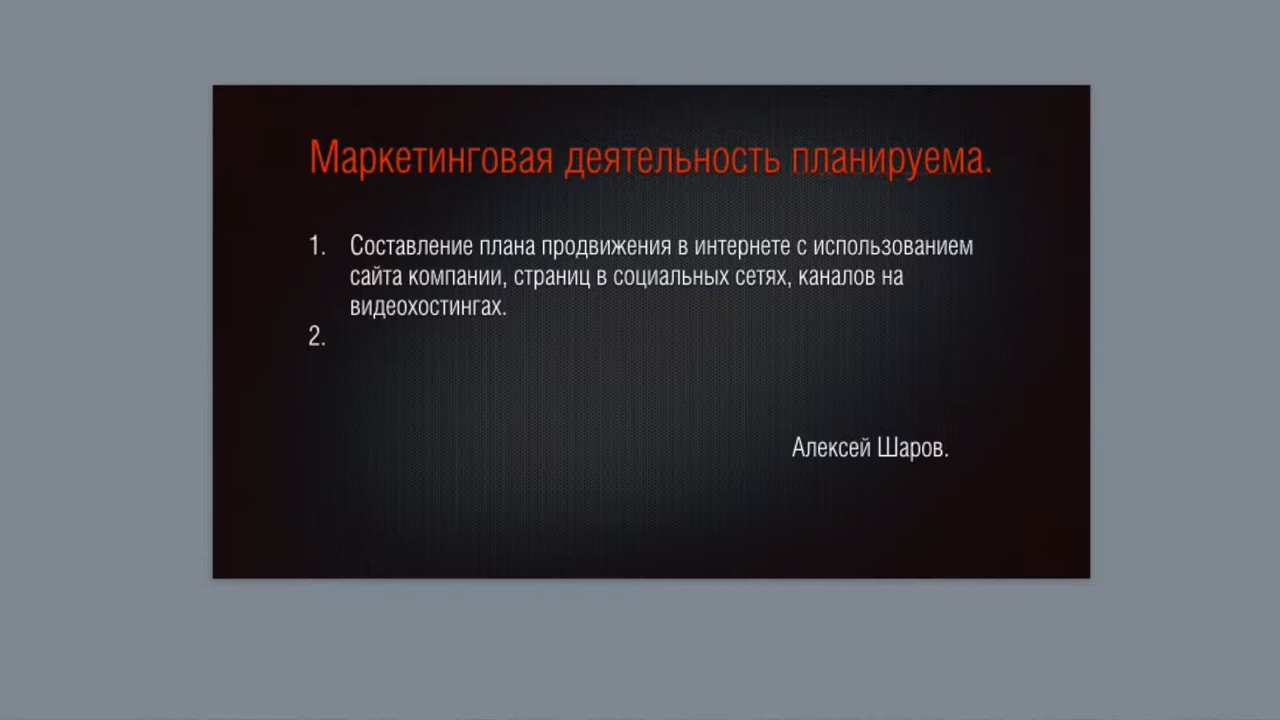 Маркетинговая деятельность планируема.
1. Составление плана продвижения в интернете с использованием
сайта компании, страниц в социальных сетях, каналов на
видеохостингах.
2.
Алексей Шаров.